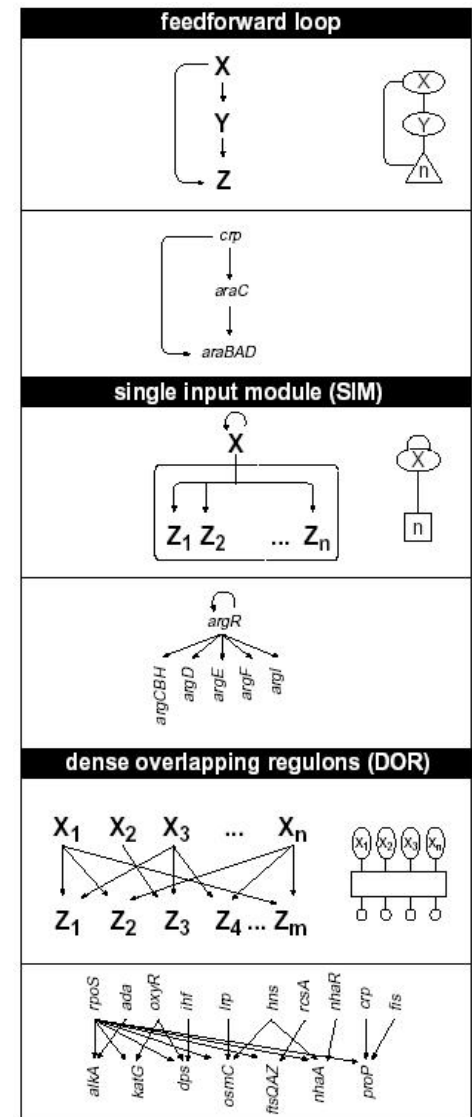 feedforward loop
X X
Y Y
Z n
crp
araC
araBAD
single input module (SIM)
X X
Z1 Z2 ... Zn n
argR
argCBH argD argE argF argI
dense overlapping regulons (DOR)
X1 X2 X3 ... Xn X1 X2 X3 Xn
Z1 Z2 Z3 Z4 ... Zm
rpoS ada oxyR ihf lrp hns rcsA nhaR crp fis
alkA katG dps osmC ftsQAZ nhaA proP